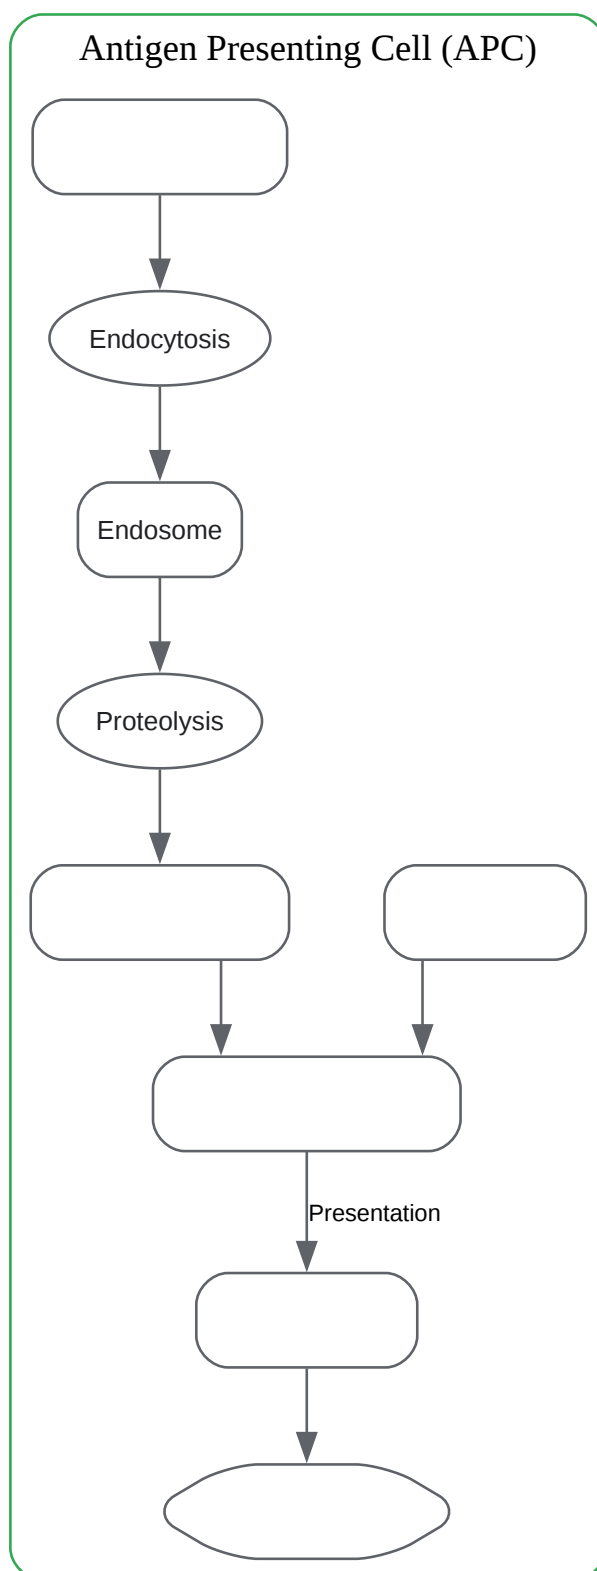 Antigen Presenting Cell (APC)
Endocytosis
Endosome
Proteolysis
Presentation